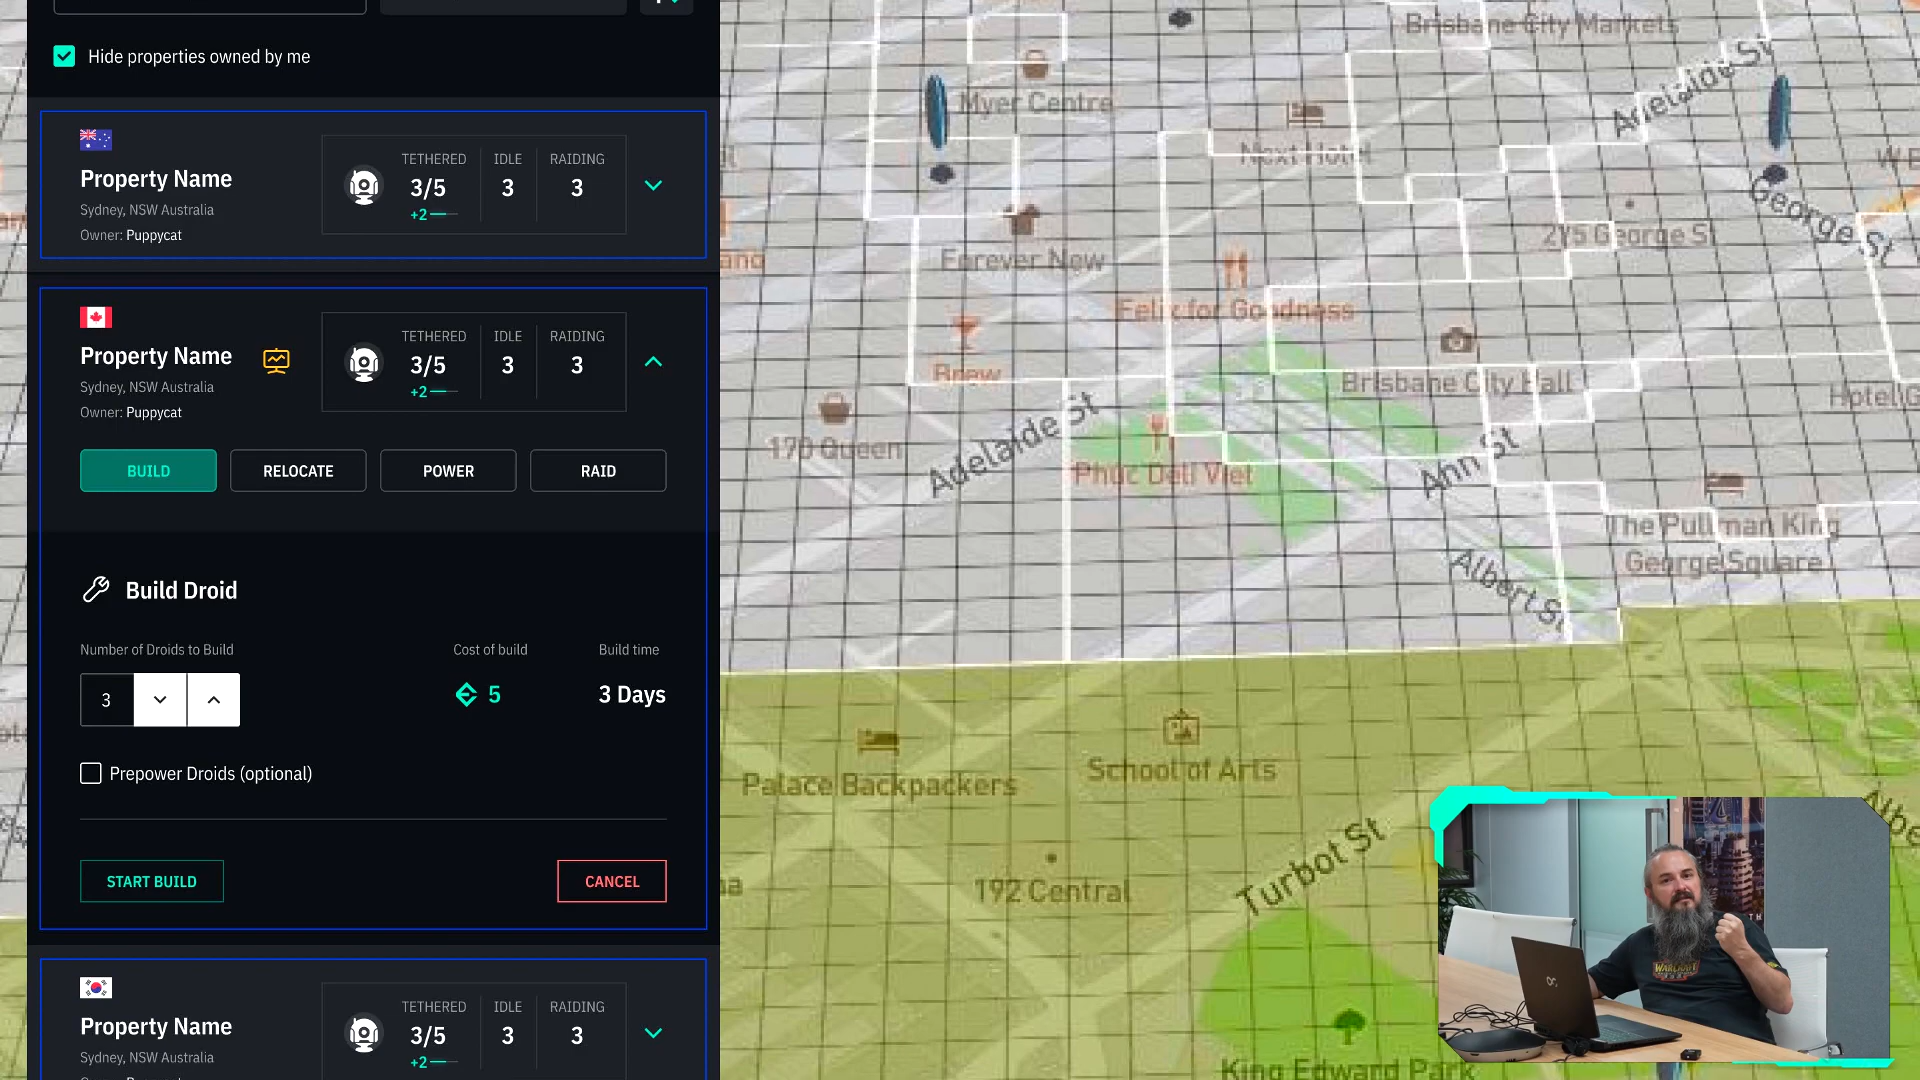 Hide properties owned by me
Property Name
Sydney, NSW Australia
Owner: Puppycat
TETHERED
IDLE
RAIDING
3/5
3
3
+2
Property Name
Sydney, NSW Australia
Owner: Puppycat
TETHERED
IDLE
RAIDING
3/5
3
3
+2
BUILD
RELOCATE
POWER
RAID
Build Droid
Number of Droids to Build
Cost of build
Build time
3
5
3 Days
Prepower Droids (optional)
START BUILD
CANCEL
Property Name
Sydney, NSW Australia
TETHERED
IDLE
RAIDING
3/5
3
3
+2
Brisbane City Markets
Adelaide St
Myer Centre
Next Hotel
George St
275 George St
Forever New
Felix for Goodness
Brew
Brisbane City Hall
Adelaide St
170 Queen
Phuc Deli Viet
Ann St
The Pullman King
George Square
Albert St
School of Arts
Palace Backpackers
Turbot St
192 Central
King Edward Park
WARCRAFT